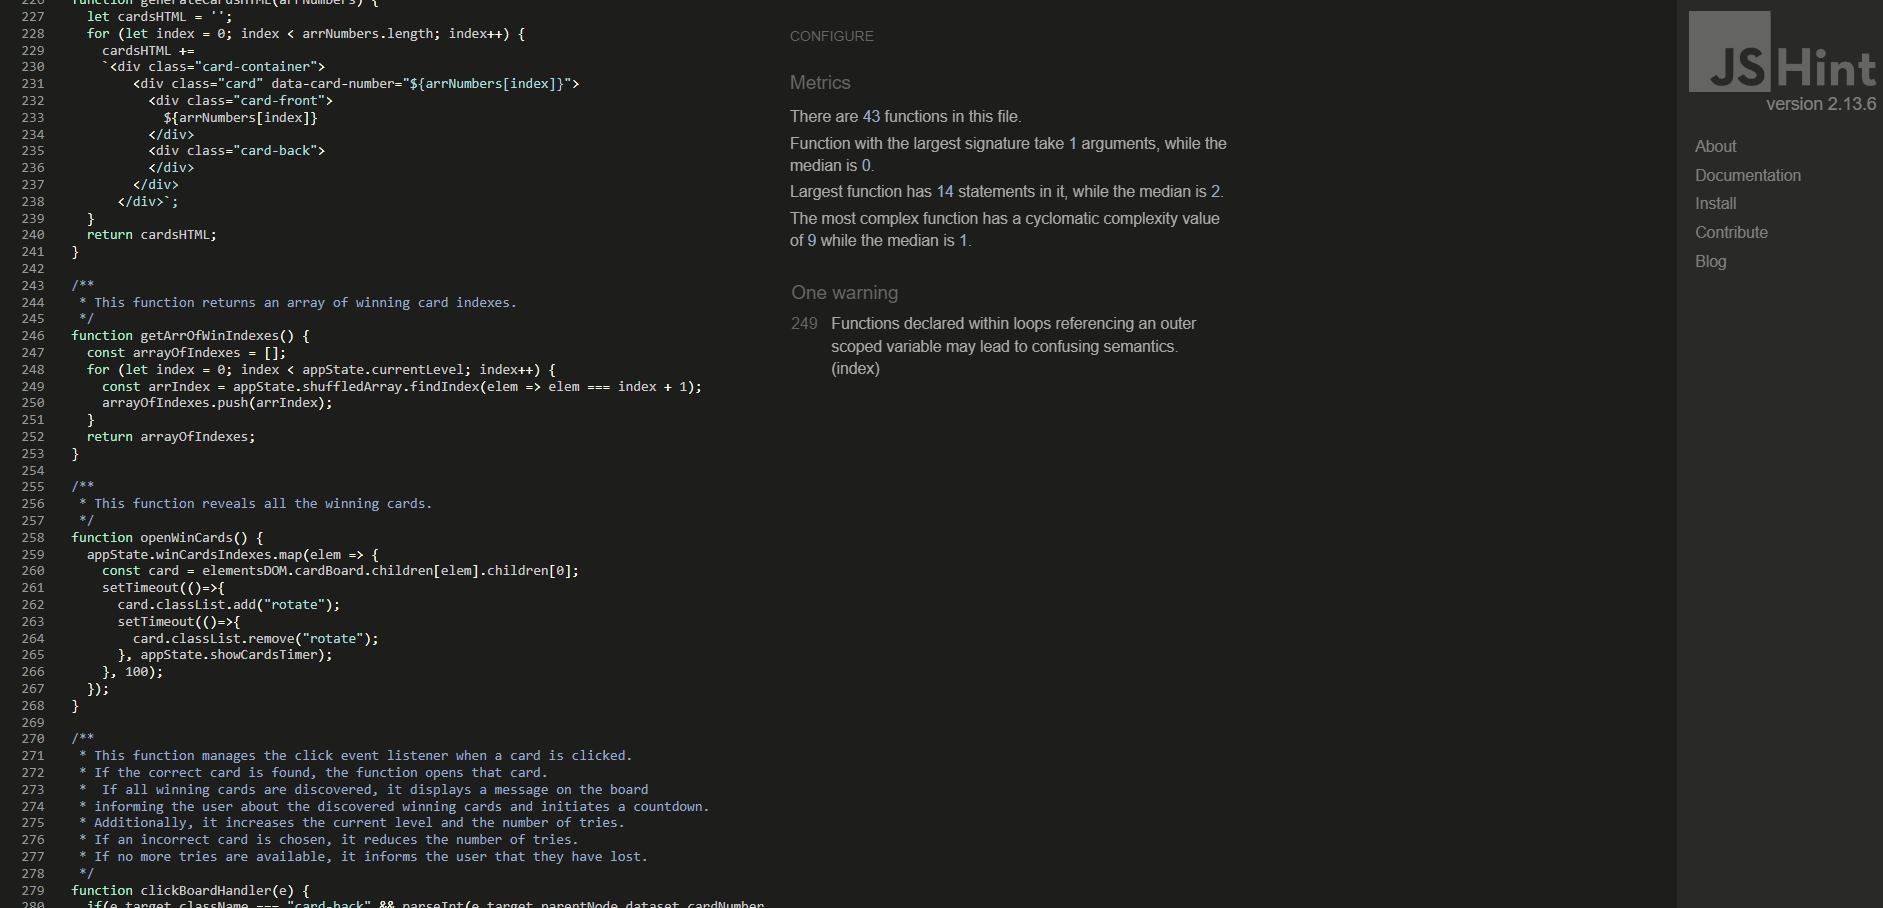 226 function generateCardsHTML(arrNumbers) {
227 let cardsHTML = '';
228 for (let index = 0; index < arrNumbers.length; index++) {
229 cardsHTML +=
230 `<div class="card-container">
231 <div class="card" data-card-number="${arrNumbers[index]}">
232 <div class="card-front">
233 ${arrNumbers[index]}
234 </div>
235 <div class="card-back">
236 </div>
237 </div>
238 </div>`;
239 }
240 return cardsHTML;
241 }
242
243 /**
244 * This function returns an array of winning card indexes.
245 */
246 function getArrOfWinIndexes() {
247 const arrayOfIndexes = [];
248 for (let index = 0; index < appState.currentLevel; index++) {
249 const arrIndex = appState.shuffledArray.findIndex(elem => elem === index + 1);
250 arrayOfIndexes.push(arrIndex);
251 }
252 return arrayOfIndexes;
253 }
254
255 /**
256 * This function reveals all the winning cards.
257 */
258 function openWinCards() {
259 appState.winCardsIndexes.map(elem => {
260 const card = elementsDOM.cardBoard.children[elem].children[0];
261 setTimeout(()=>{
262 card.classList.add("rotate");
263 setTimeout(()=>{
264 card.classList.remove("rotate");
265 }, appState.showCardsTimer);
266 }, 100);
267 });
268 }
269
270 /**
271 * This function manages the click event listener when a card is clicked.
272 * If the correct card is found, the function opens that card.
273 *  If all winning cards are discovered, it displays a message on the board
274 * informing the user about the discovered winning cards and initiates a countdown.
275 * Additionally, it increases the current level and the number of tries.
276 * If an incorrect card is chosen, it reduces the number of tries.
277 * If no more tries are available, it informs the user that they have lost.
278 */
279 function clickBoardHandler(e) {
280 if(e.target.className === "card-back" && parseInt(e.target.parentNode.dataset.cardNumber
CONFIGURE
Metrics
There are 43 functions in this file.
Function with the largest signature take 1 arguments, while the
median is 0.
Largest function has 14 statements in it, while the median is 2.
The most complex function has a cyclomatic complexity value
of 9 while the median is 1.
One warning
249 Functions declared within loops referencing an outer
scoped variable may lead to confusing semantics.
(index)
JSHint
version 2.13.6
About
Documentation
Install
Contribute
Blog